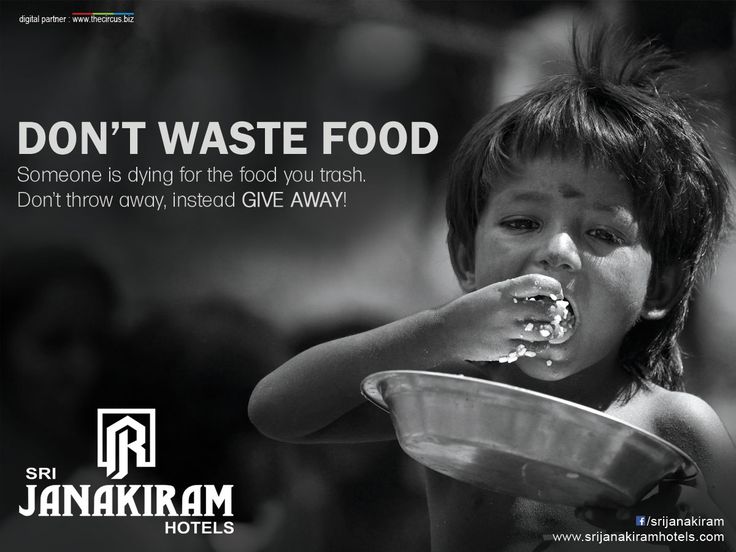 digital partner : www.thecircus.biz
DON'T WASTE FOOD
Someone is dying for the food you trash.
Don't throw away, instead GIVE AWAY!
SRI
JANAKIRAM
HOTELS
f/srijanakiram
www.srijanakiramhotels.com